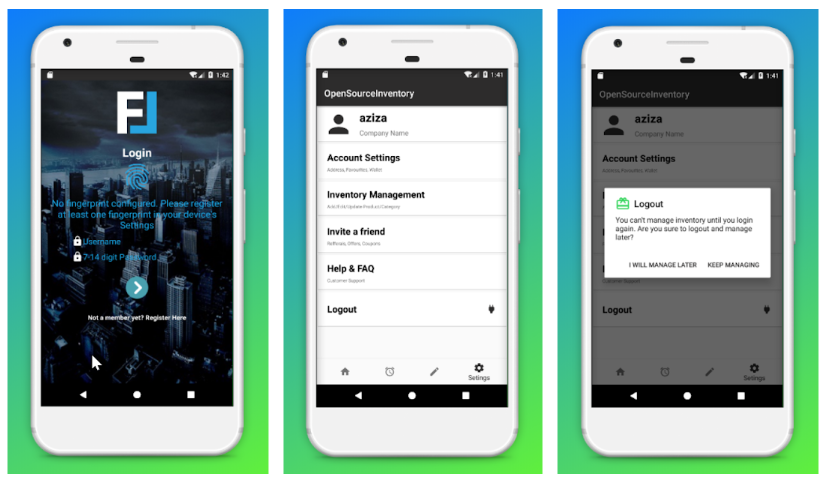 1:42
Login
No fingerprint configured. Please register
at least one fingerprint in your device's
Settings
Username
7-14 digit Password
Not a member yet? Register Here
1:41
OpenSourceInventory
aziza
Company Name
Account Settings
Address, Favourites, Wallet
Inventory Management
Add/Edit/Update Product Category
Invite a friend
Referrals, Offers, Coupons
Help & FAQ
Customer Support
Logout
Setings
1:41
OpenSourceInventory
aziza
Company Name
Account Settings
Address, Favourites, Wallet
Logout
You can't manage inventory until you login
again. Are you sure to logout and manage
later?
I WILL MANAGE LATER KEEP MANAGING
Customer Support
Logout
Setings